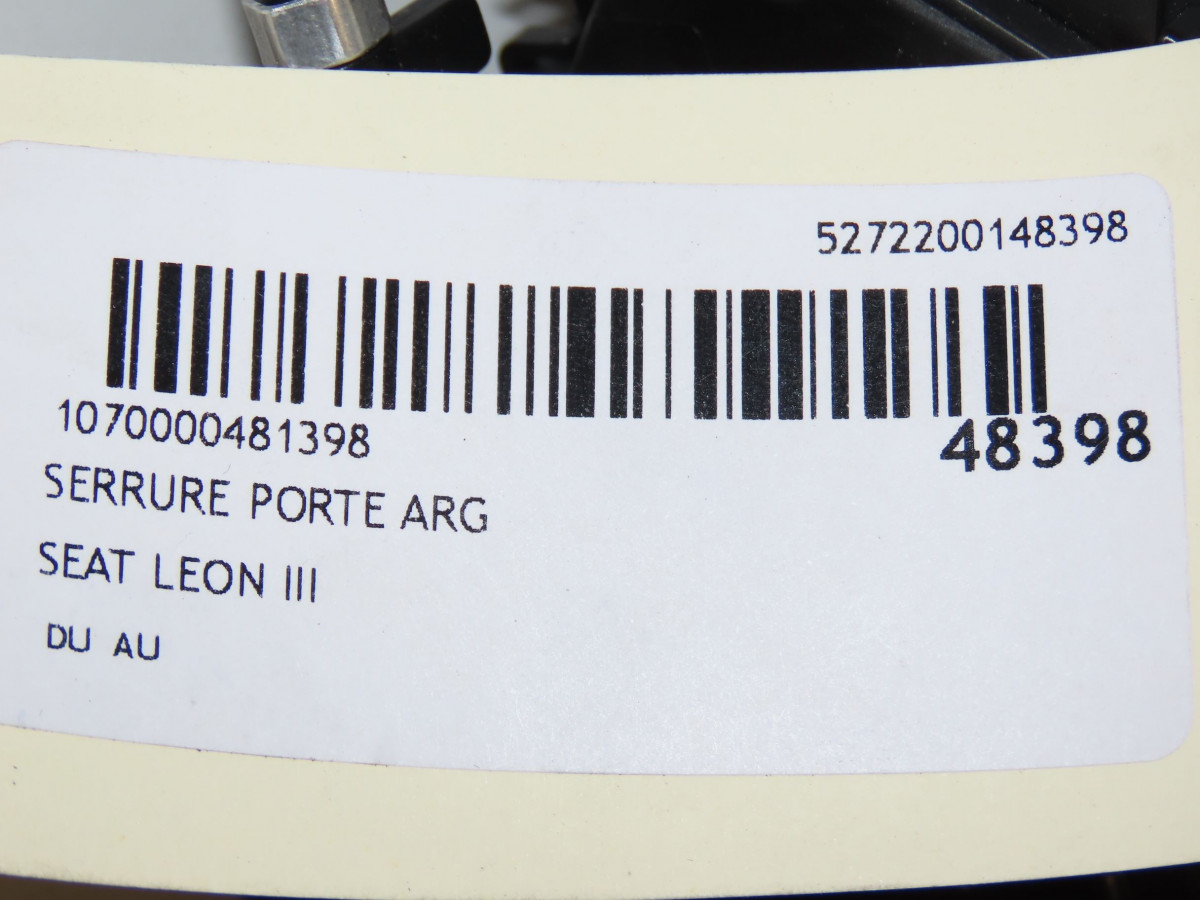 5272200148398
1070000481398
48398
SERRURE PORTE ARG
SEAT LEON III
DU AU